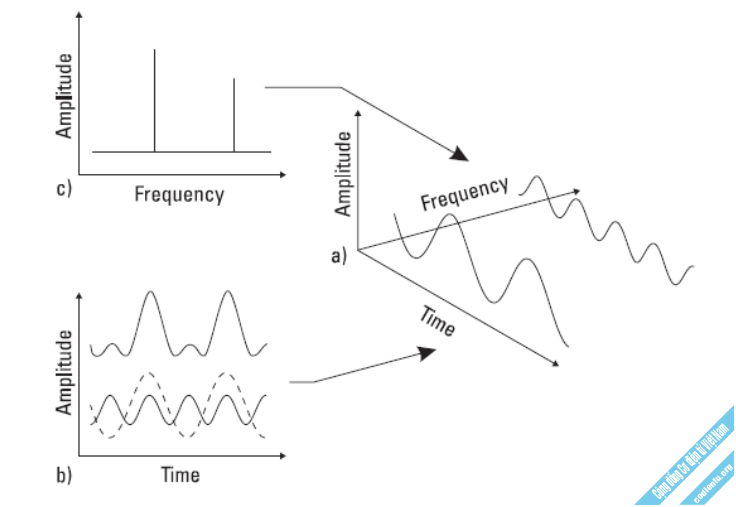 Amplitude
c)
Frequency
Amplitude
Frequency
a)
Time
Amplitude
b)
Time
Cộng đồng Cơ điện tử Việt Nam
codientu.org